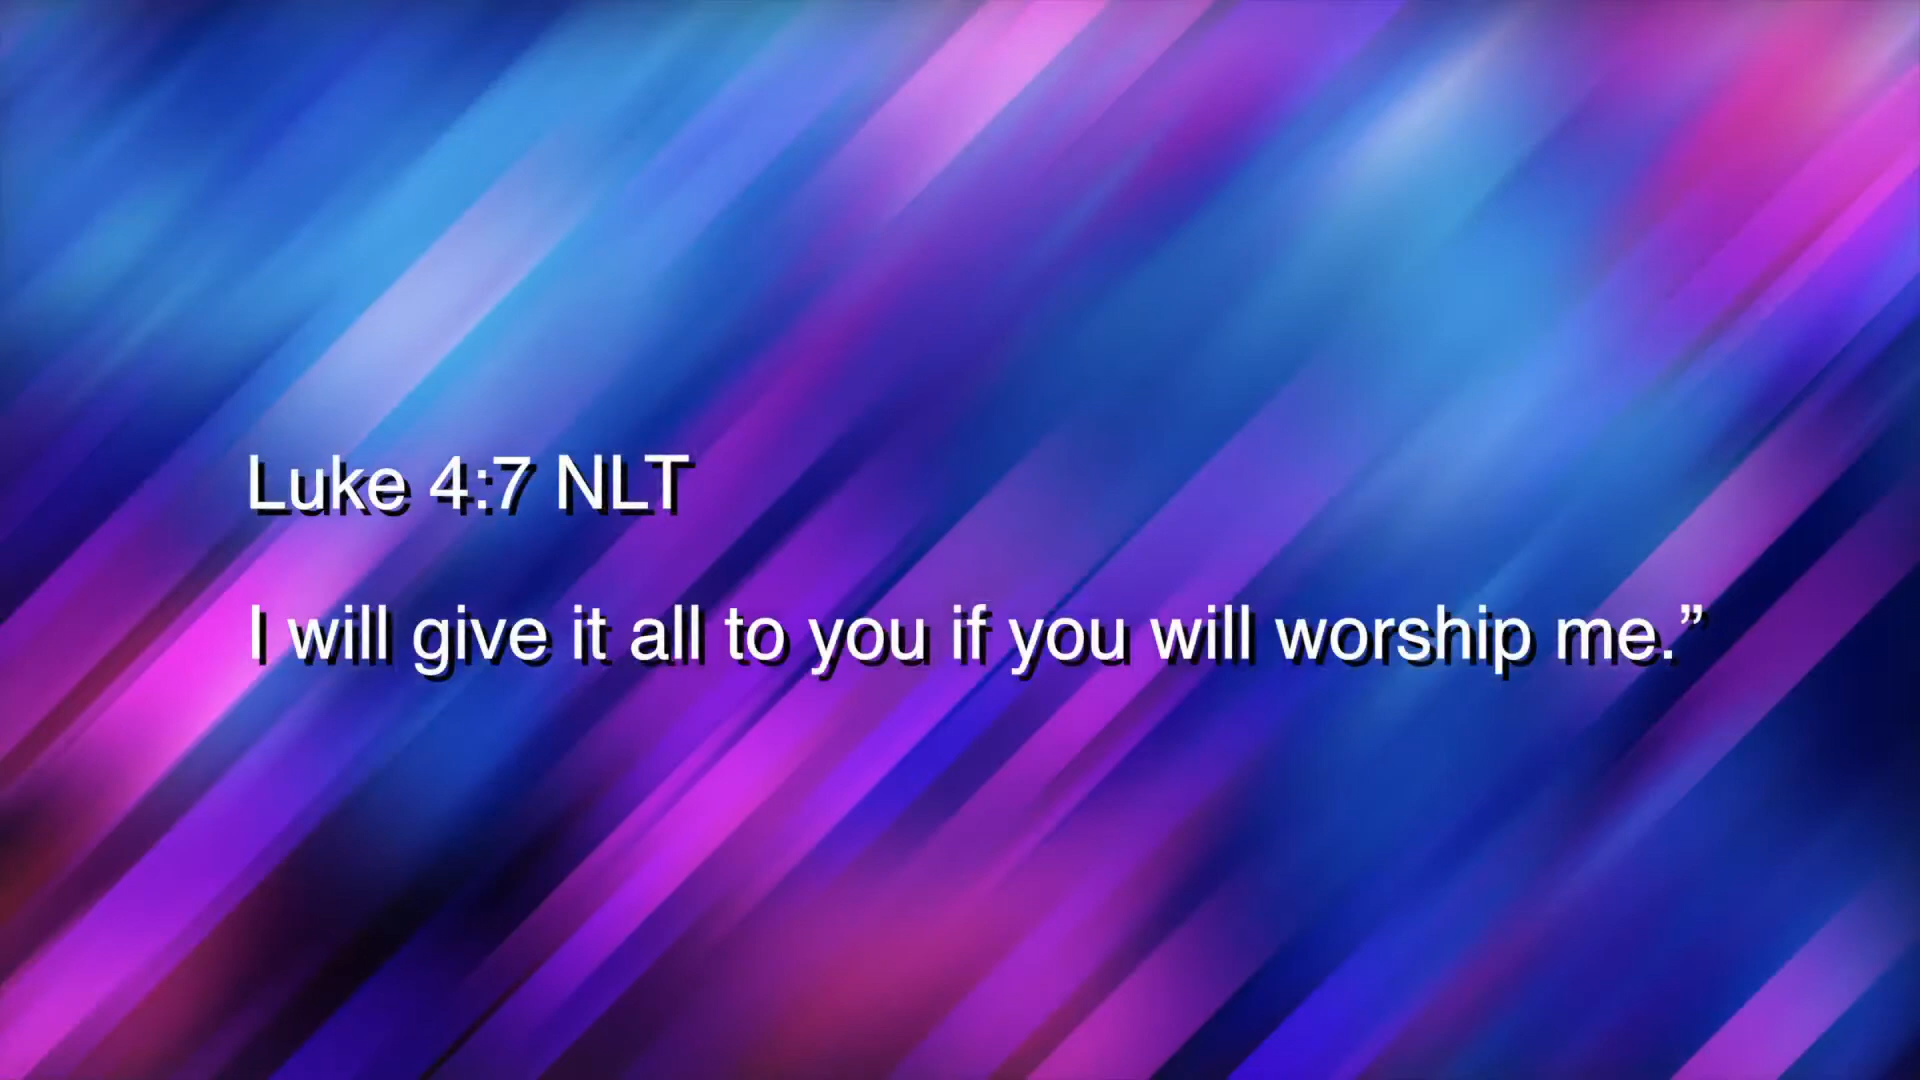 Luke 4:7 NLT
I will give it all to you if you will worship me.”